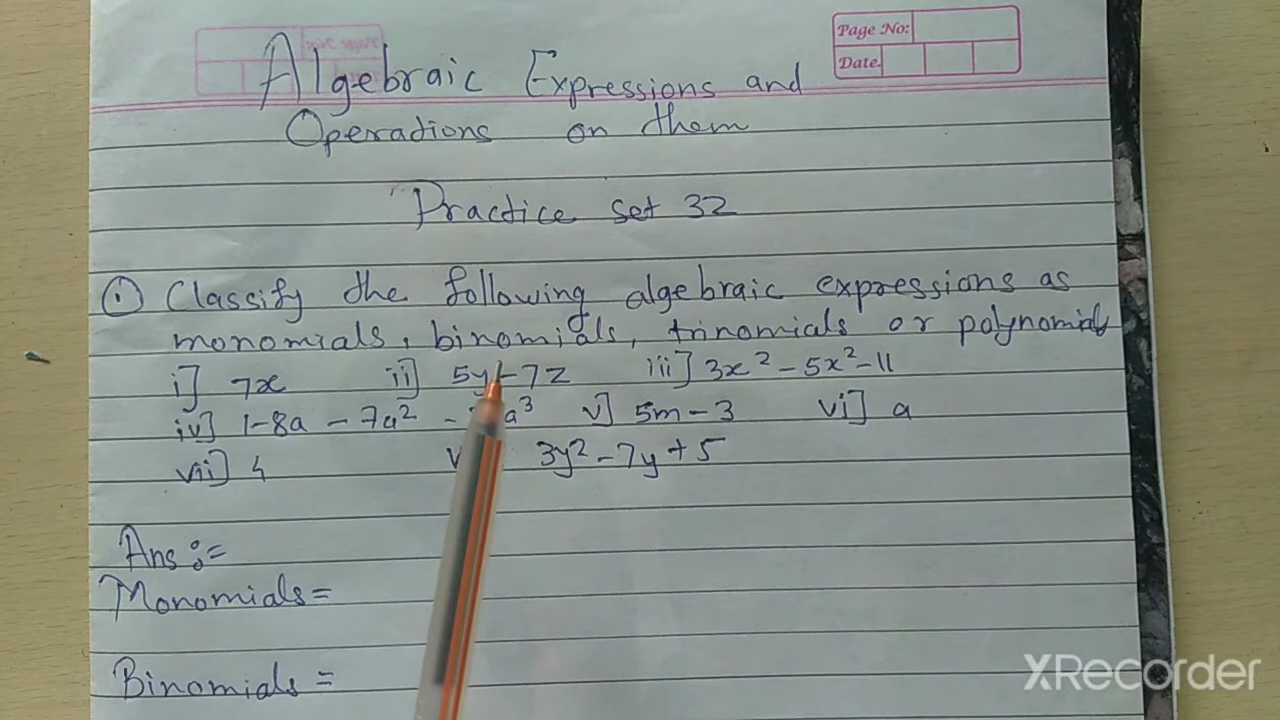 Page No:
Date.
Algebraic Expressions and
Operations on them
Practice set 32
① Classify the following algebraic expressions as
monomials, binomials, trinomials or polynomials
i] 7x ii] 5y - 7z iii] 3x² - 5x² - 11
iv] 1 - 8a - 7a² - a³ v] 5m - 3 vi] a
vii] 4 3y² - 7y + 5
Ans :=
Monomials =
Binomials =
XRecorder